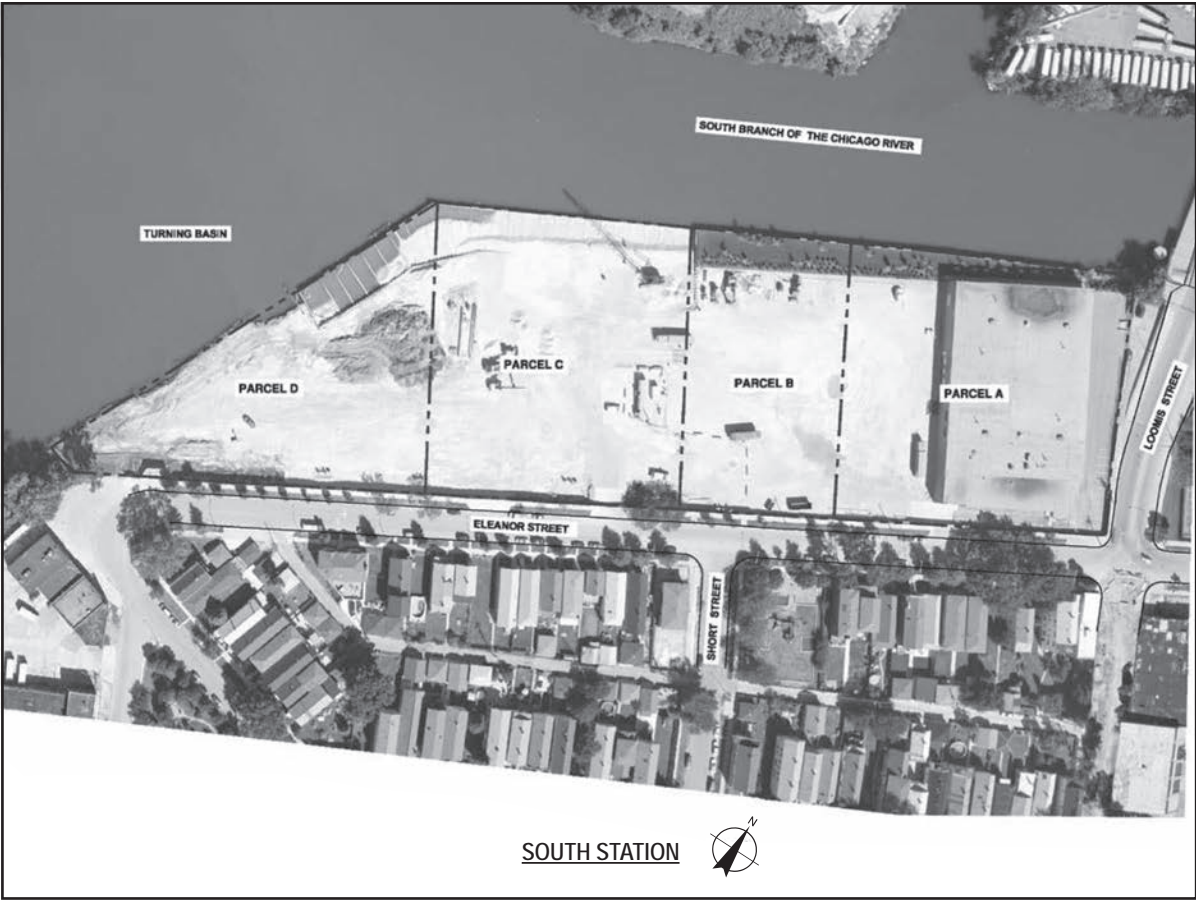 SOUTH BRANCH OF THE CHICAGO RIVER
TURNING BASIN
PARCEL D
PARCEL C
PARCEL B
PARCEL A
LOOMIS STREET
ELEANOR STREET
SHORT STREET
SOUTH STATION
N